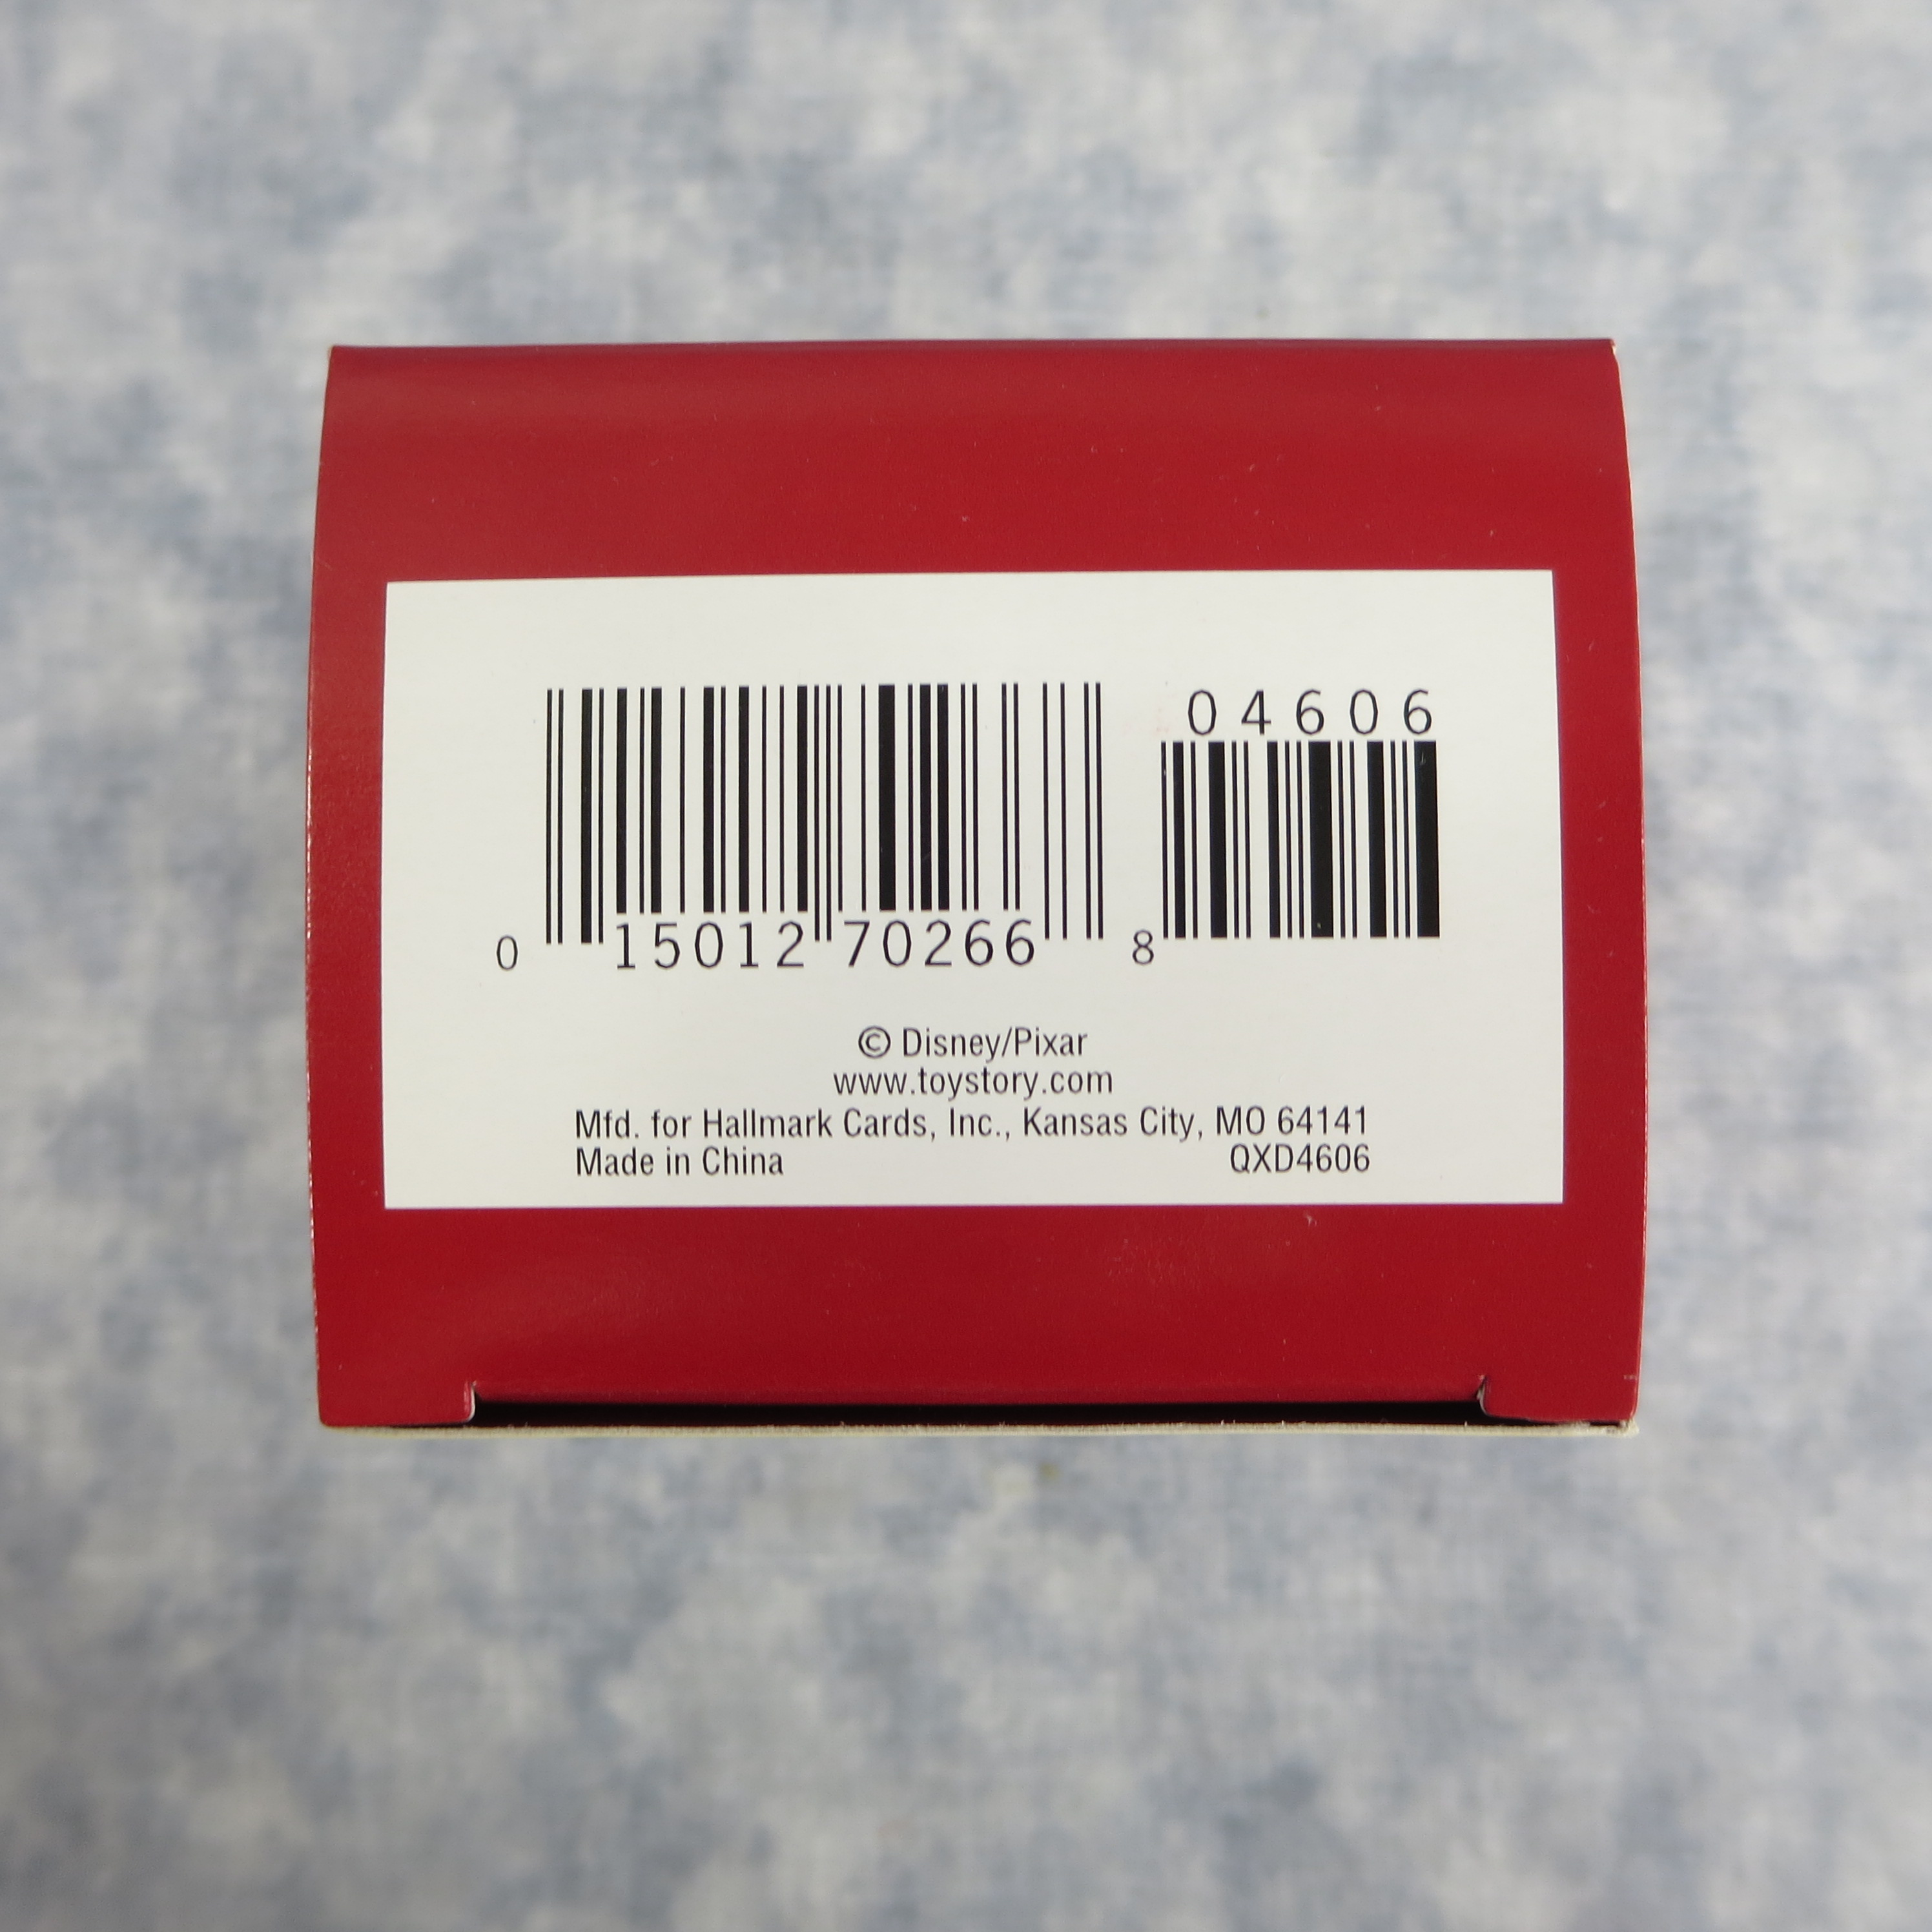 04606
0 15012 70266 8
© Disney/Pixar
www.toystory.com
Mfd. for Hallmark Cards, Inc., Kansas City, MO 64141
Made in China QXD4606